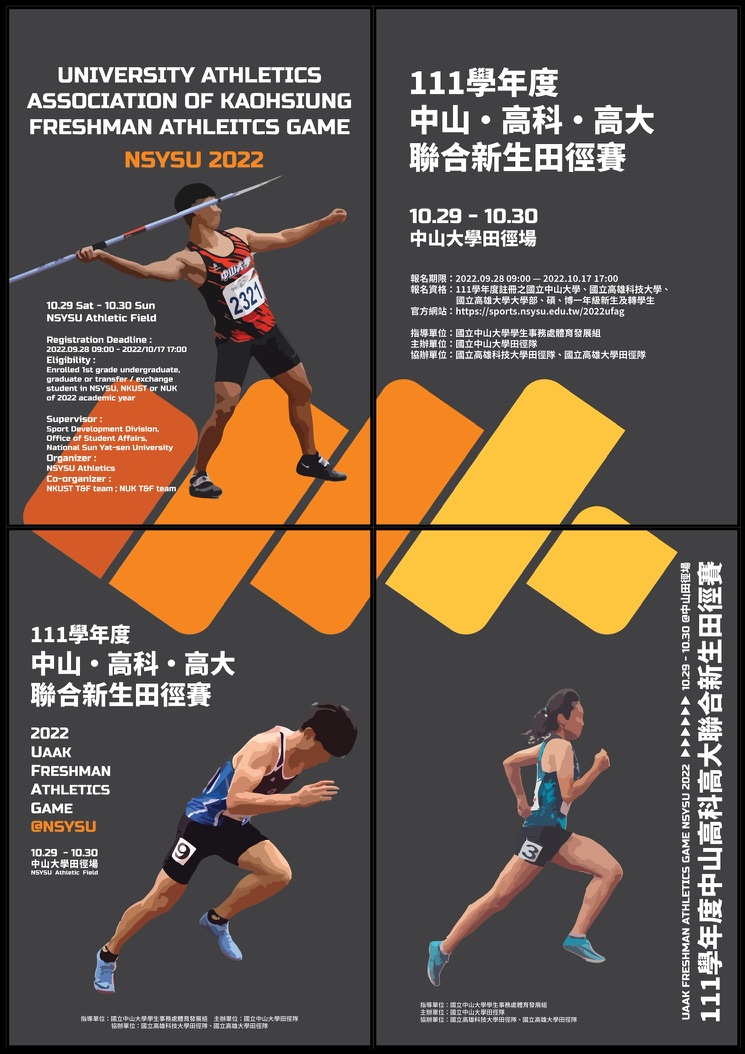 UNIVERSITY ATHLETICS
ASSOCIATION OF KAOHSIUNG
FRESHMAN ATHLEITCS GAME
NSYSU 2022
中山大學
2321
10.29 Sat - 10.30 Sun
NSYSU Athletic Field
Registration Deadline :
2022.09.28 09:00 - 2022/10/17 17:00
Eligibility :
Enrolled 1st grade undergraduate,
graduate or transfer / exchange
student in NSYSU, NKUST or NUK
of 2022 academic year
Supervisor :
Sport Development Division,
Office of Student Affairs,
National Sun Yat-sen University
Organizer :
NSYSU Athletics
Co-organizer :
NKUST T&F team ; NUK T&F team
111學年度
中山・高科・高大
聯合新生田徑賽
10.29 - 10.30
中山大學田徑場
報名期限：2022.09.28 09:00 — 2022.10.17 17:00
報名資格：111學年度註冊之國立中山大學、國立高雄科技大學、
國立高雄大學大學部、碩、博一年級新生及轉學生
官方網站：https://sports.nsysu.edu.tw/2022ufag
指導單位：國立中山大學學生事務處體育發展組
主辦單位：國立中山大學田徑隊
協辦單位：國立高雄科技大學田徑隊、國立高雄大學田徑隊
111學年度
中山・高科・高大
聯合新生田徑賽
2022
UAAK
FRESHMAN
ATHLETICS
GAME
@NSYSU
10.29 - 10.30
中山大學田徑場
NSYSU Athletic Field
9
指導單位：國立中山大學學生事務處體育發展組 主辦單位：國立中山大學田徑隊
協辦單位：國立高雄科技大學田徑隊、國立高雄大學田徑隊
3
UAAK FRESHMAN ATHLETICS GAME NSYSU 2022 ▶▶▶▶▶▶ 10.29 - 10.30 @中山田徑場
111學年度中山高科高大聯合新生田徑賽
指導單位：國立中山大學學生事務處體育發展組
主辦單位：國立中山大學田徑隊
協辦單位：國立高雄科技大學田徑隊、國立高雄大學田徑隊